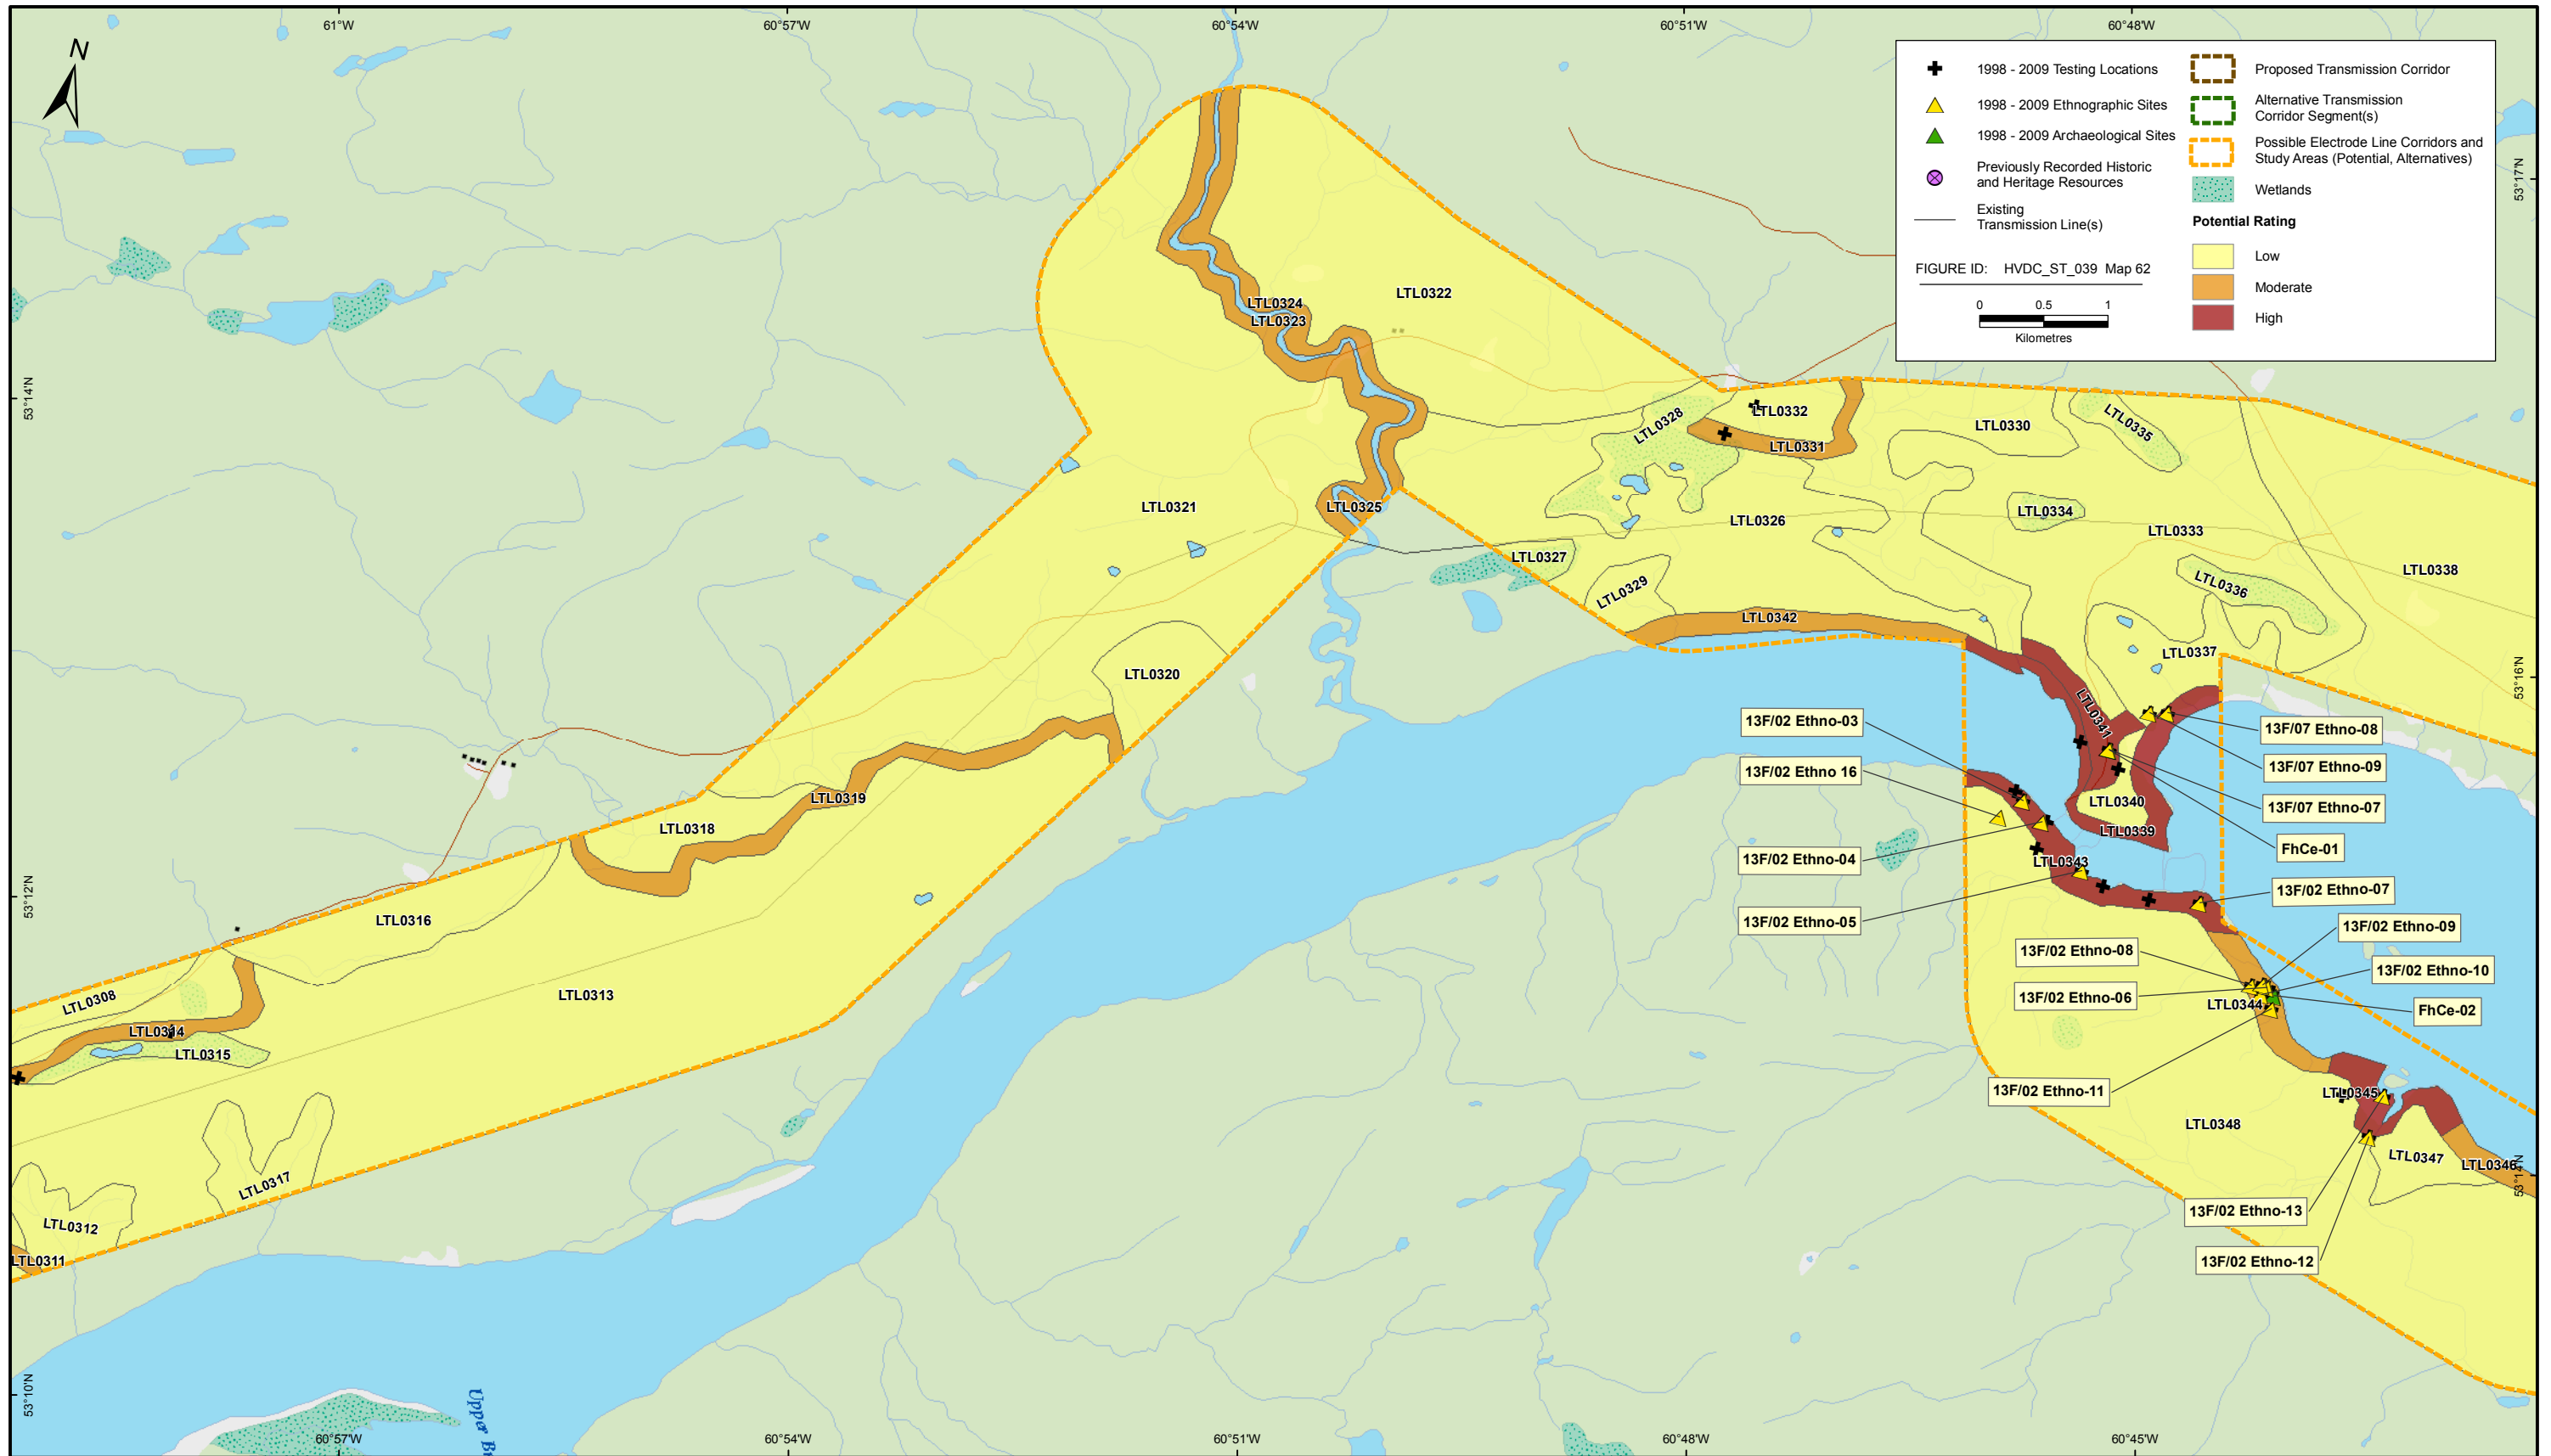 61°W
60°57'W
60°54'W
60°51'W
60°48'W
N
1998 - 2009 Testing Locations
1998 - 2009 Ethnographic Sites
1998 - 2009 Archaeological Sites
Previously Recorded Historic
and Heritage Resources
Existing
Transmission Line(s)
FIGURE ID: HVDC_ST_039 Map 62
0 0.5 1
Kilometres
Proposed Transmission Corridor
Alternative Transmission
Corridor Segment(s)
Possible Electrode Line Corridors and
Study Areas (Potential, Alternatives)
Wetlands
Potential Rating
Low
Moderate
High
53°17'N
53°14'N
LTL0324
LTL0323
LTL0322
LTL0328
LTL0332
LTL0331
LTL0330
LTL0335
LTL0321
LTL0325
LTL0326
LTL0334
LTL0333
LTL0327
LTL0329
LTL0336
LTL0338
LTL0342
LTL0337
LTL0320
53°16'N
LTL0341
13F/02 Ethno-03
13F/07 Ethno-08
13F/02 Ethno 16
13F/07 Ethno-09
LTL0319
LTL0340
13F/07 Ethno-07
LTL0318
LTL0339
FhCe-01
13F/02 Ethno-04
LTL0343
53°12'N
13F/02 Ethno-07
LTL0316
13F/02 Ethno-05
13F/02 Ethno-09
13F/02 Ethno-08
13F/02 Ethno-10
LTL0308
LTL0313
13F/02 Ethno-06
LTL0344
FhCe-02
LTL0314
LTL0315
13F/02 Ethno-11
LTL0345
LTL0348
LTL0347
LTL0346
53°14'N
LTL0317
13F/02 Ethno-13
LTL0312
LTL0311
13F/02 Ethno-12
53°10'N
Upper
60°57'W
60°54'W
60°51'W
60°48'W
60°45'W